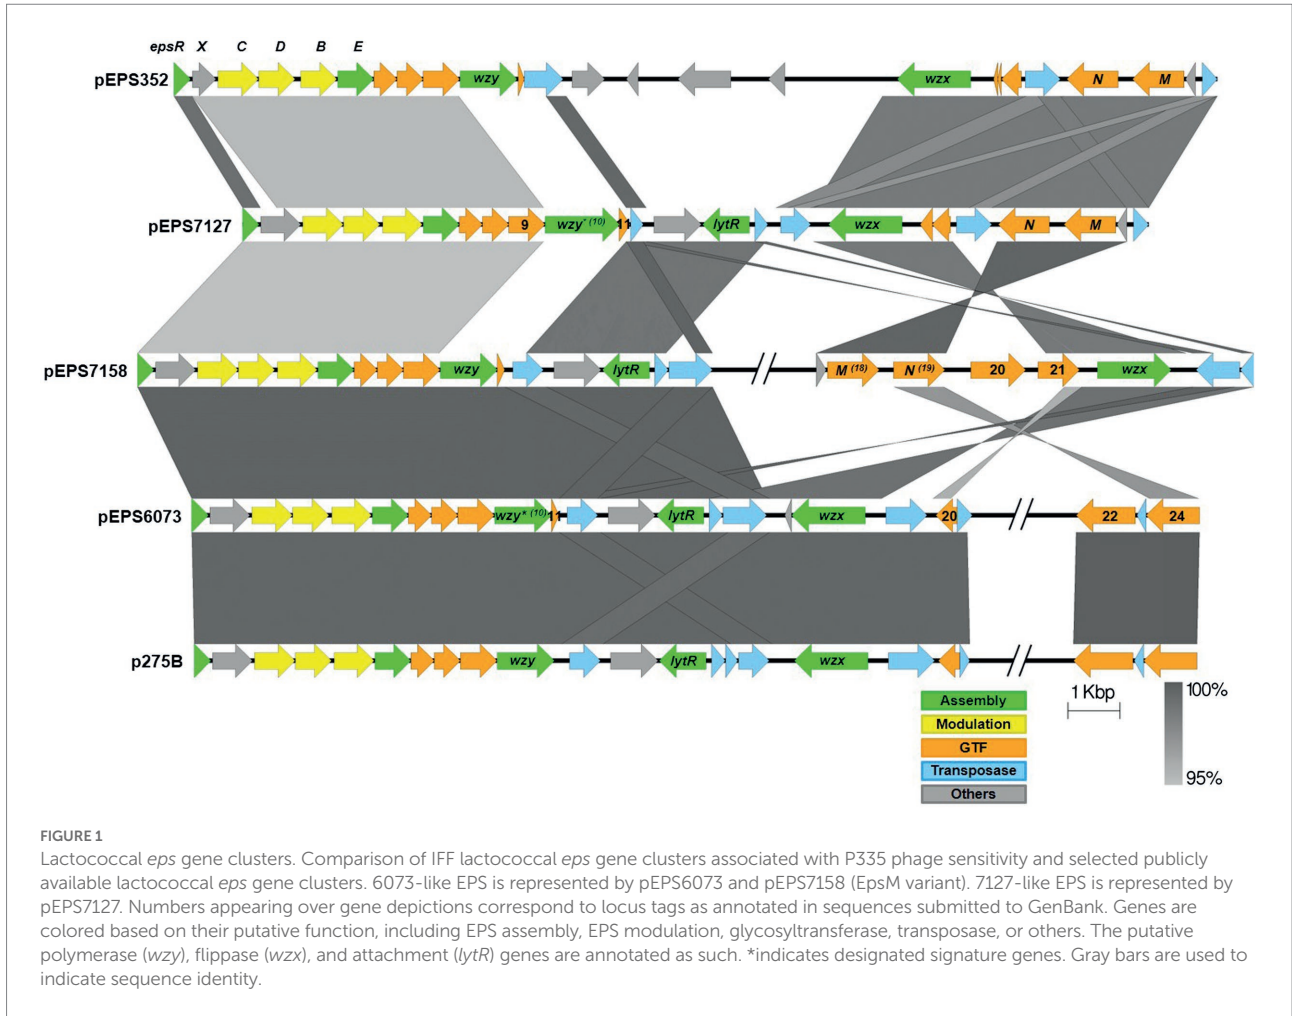 epsR X C D B E
pEPS352 wzy wzx N M
pEPS7127 9 wzy* (10) 11 lytR wzx N M
pEPS7158 wzy lytR M (18) N (19) 20 21 wzx
pEPS6073 wzy* (10) 11 lytR wzx 20 22 24
p275B wzy lytR wzx
Assembly
Modulation
GTF
Transposase
Others
1 Kbp
100%
95%
FIGURE 1
Lactococcal eps gene clusters. Comparison of IFF lactococcal eps gene clusters associated with P335 phage sensitivity and selected publicly
available lactococcal eps gene clusters. 6073-like EPS is represented by pEPS6073 and pEPS7158 (EpsM variant). 7127-like EPS is represented by
pEPS7127. Numbers appearing over gene depictions correspond to locus tags as annotated in sequences submitted to GenBank. Genes are
colored based on their putative function, including EPS assembly, EPS modulation, glycosyltransferase, transposase, or others. The putative
polymerase (wzy), flippase (wzx), and attachment (lytR) genes are annotated as such. *indicates designated signature genes. Gray bars are used to
indicate sequence identity.